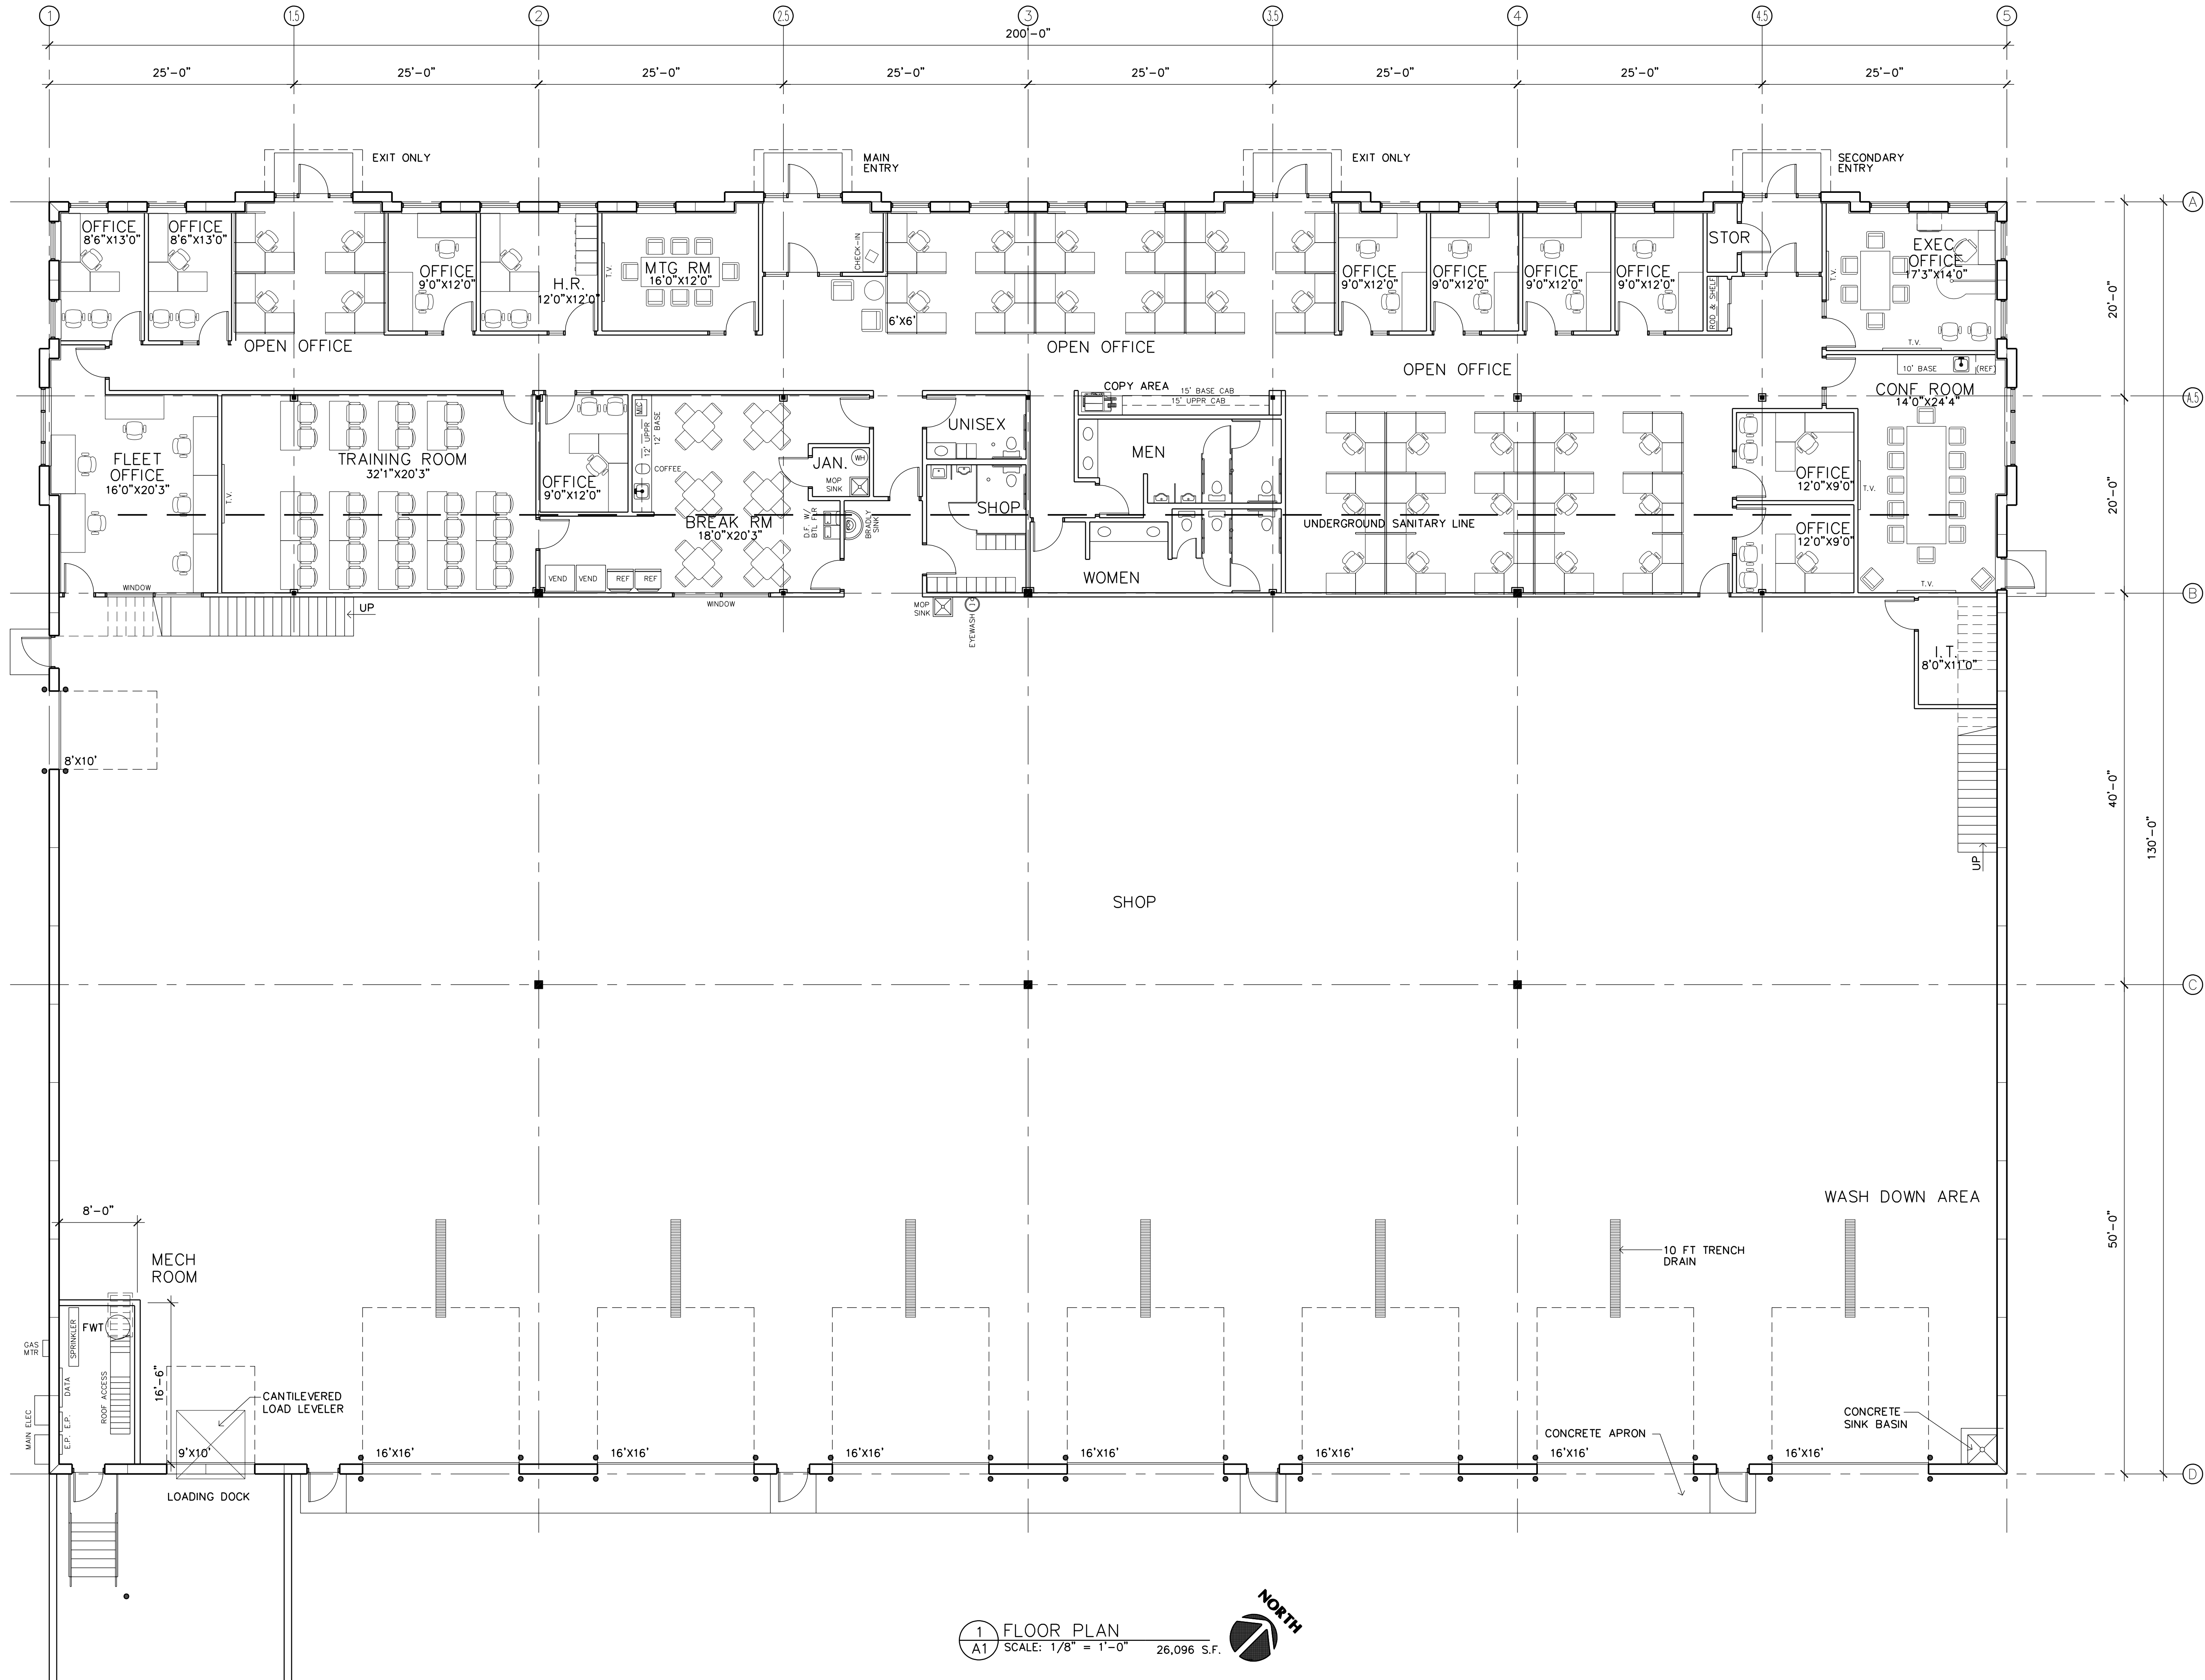 1
1.5
2
2.5
3
3.5
4
4.5
5
200'-0"
25'-0"
25'-0"
25'-0"
25'-0"
25'-0"
25'-0"
25'-0"
25'-0"
EXIT ONLY
MAIN
ENTRY
EXIT ONLY
SECONDARY
ENTRY
A
OFFICE
8'6"X13'0"
OFFICE
8'6"X13'0"
OFFICE
9'0"X12'0"
H.R.
12'0"X12'0"
T.V.
MTG RM
16'0"X12'0"
CHECK-IN
6'X6'
OFFICE
9'0"X12'0"
OFFICE
9'0"X12'0"
OFFICE
9'0"X12'0"
OFFICE
9'0"X12'0"
STOR
ROD & SHELF
T.V.
EXEC
OFFICE
17'3"X14'0"
T.V.
20'-0"
OPEN OFFICE
OPEN OFFICE
OPEN OFFICE
COPY AREA
15' BASE CAB
15' UPPR CAB
10' BASE
(REF)
CONF ROOM
14'0"X24'4"
A.5
FLEET
OFFICE
16'0"X20'3"
T.V.
TRAINING ROOM
32'1"X20'3"
OFFICE
9'0"X12'0"
MIC
12' UPPR
12' BASE
COFFEE
BREAK RM
18'0"X20'3"
JAN.
WH
MOP
SINK
D.F. W/
BTL FLR
BRADLY
SINK
UNISEX
SHOP
MEN
WOMEN
UNDERGROUND SANITARY LINE
OFFICE
12'0"X9'0"
T.V.
OFFICE
12'0"X9'0"
T.V.
20'-0"
VEND
VEND
REF
REF
WINDOW
WINDOW
UP
MOP
SINK
EYEWASH
B
I.T.
8'0"X11'0"
UP
8'X10'
40'-0"
130'-0"
SHOP
C
WASH DOWN AREA
8'-0"
MECH
ROOM
10 FT TRENCH
DRAIN
50'-0"
FWT
SPRINKLER
GAS
MTR
DATA
ROOF ACCESS
16'-6"
CANTILEVERED
LOAD LEVELER
MAIN ELEC
E.P.
E.P.
9'X10'
16'X16'
16'X16'
16'X16'
16'X16'
16'X16'
16'X16'
16'X16'
CONCRETE APRON
CONCRETE
SINK BASIN
D
LOADING DOCK
1
A1
FLOOR PLAN
SCALE: 1/8" = 1'-0"
26,096 S.F.
NORTH